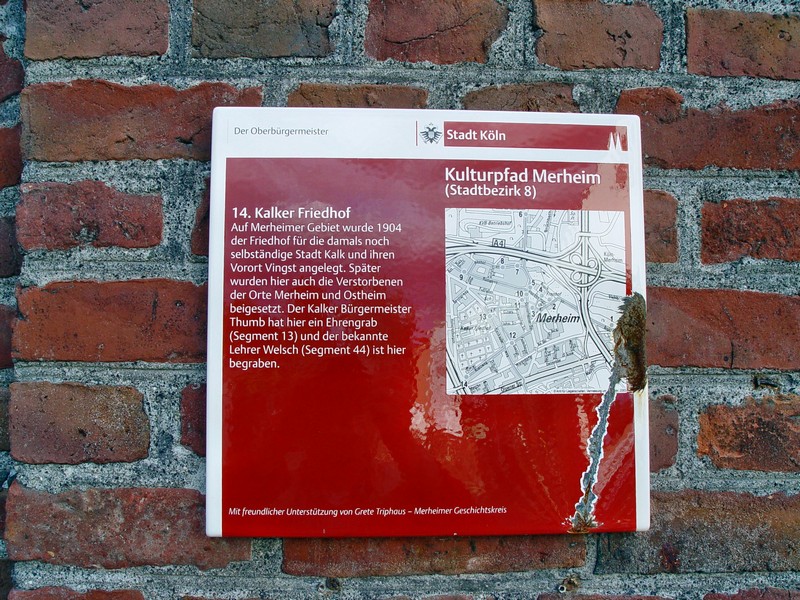 Der Oberbürgermeister
Stadt Köln
Kulturpfad Merheim
(Stadtbezirk 8)
14. Kalker Friedhof
Auf Merheimer Gebiet wurde 1904
der Friedhof für die damals noch
selbständige Stadt Kalk und ihren
Vorort Vingst angelegt. Später
wurden hier auch die Verstorbenen
der Orte Merheim und Ostheim
beigesetzt. Der Kalker Bürgermeister
Thumb hat hier ein Ehrengrab
(Segment 13) und der bekannte
Lehrer Welsch (Segment 44) ist hier
begraben.
A4
Merheim
Mit freundlicher Unterstützung von Grete Triphaus – Merheimer Geschichtskreis